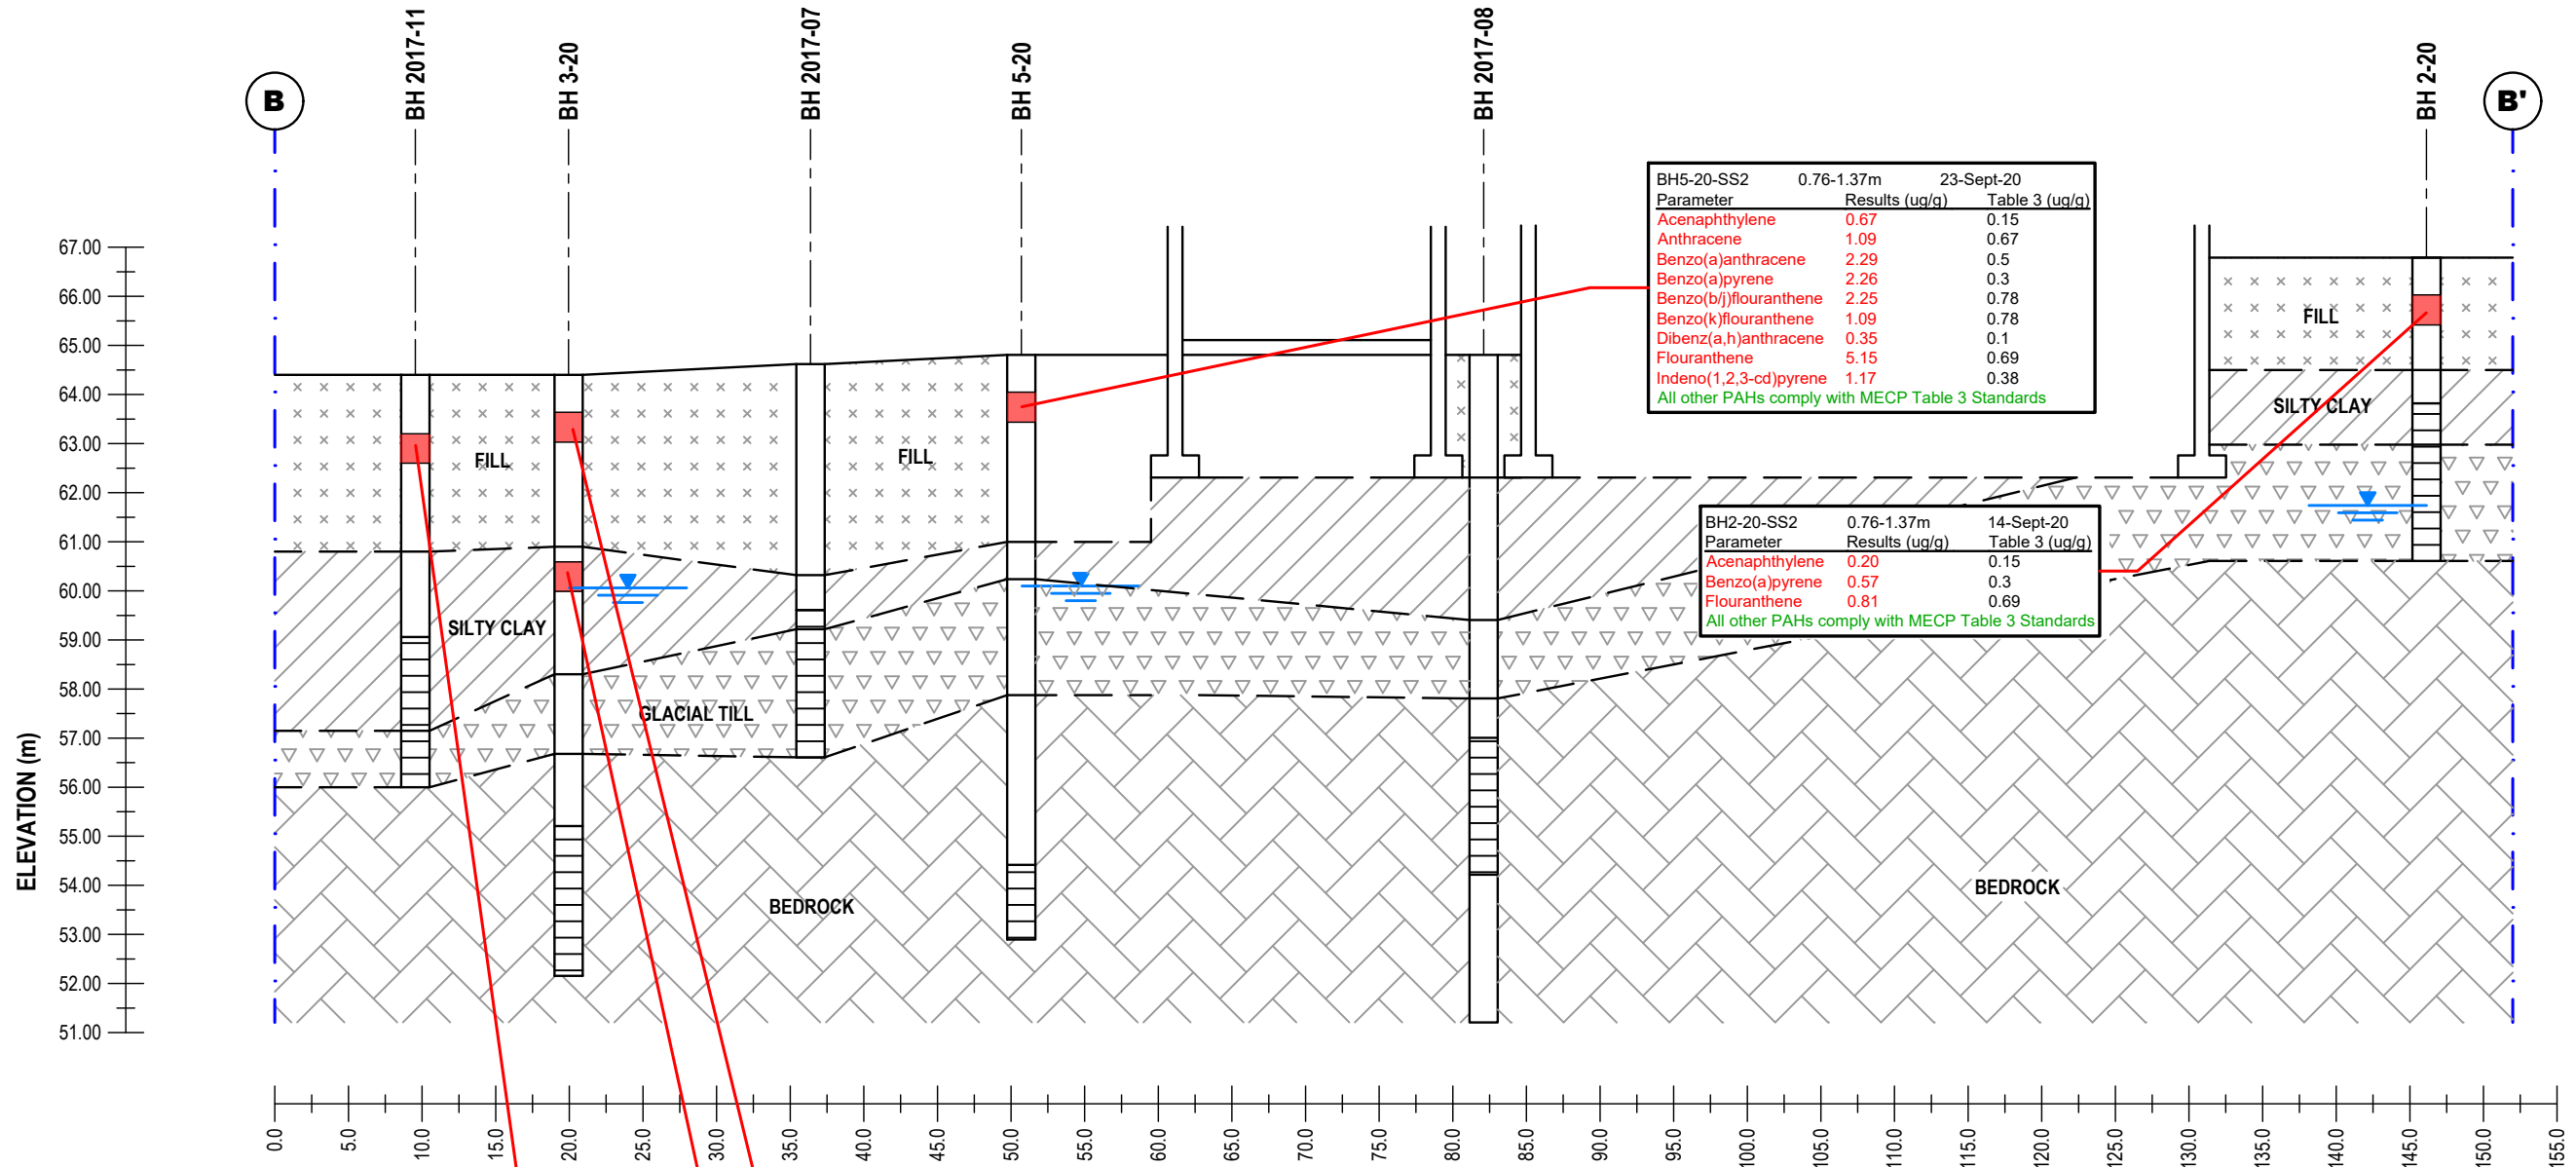 BH 2017-11
BH 3-20
BH 2017-07
BH 5-20
BH 2017-08
BH 2-20
B
B'
BH5-20-SS2 0.76-1.37m 23-Sept-20
Parameter Results (ug/g) Table 3 (ug/g)
Acenaphthylene 0.67 0.15
Anthracene 1.09 0.67
Benzo(a)anthracene 2.29 0.5
Benzo(a)pyrene 2.26 0.3
Benzo(b/j)flouranthene 2.25 0.78
Benzo(k)flouranthene 1.09 0.78
Dibenz(a,h)anthracene 0.35 0.1
Flouranthene 5.15 0.69
Indeno(1,2,3-cd)pyrene 1.17 0.38
All other PAHs comply with MECP Table 3 Standards
67.00
66.00
65.00
64.00
63.00
62.00
61.00
60.00
59.00
58.00
57.00
56.00
55.00
54.00
53.00
52.00
51.00
ELEVATION (m)
FILL
FILL
FILL
SILTY CLAY
SILTY CLAY
GLACIAL TILL
BEDROCK
BEDROCK
BH2-20-SS2 0.76-1.37m 14-Sept-20
Parameter Results (ug/g) Table 3 (ug/g)
Acenaphthylene 0.20 0.15
Benzo(a)pyrene 0.57 0.3
Flouranthene 0.81 0.69
All other PAHs comply with MECP Table 3 Standards
0.0
5.0
10.0
15.0
20.0
25.0
30.0
35.0
40.0
45.0
50.0
55.0
60.0
65.0
70.0
75.0
80.0
85.0
90.0
95.0
100.0
105.0
110.0
115.0
120.0
125.0
130.0
135.0
140.0
145.0
150.0
155.0